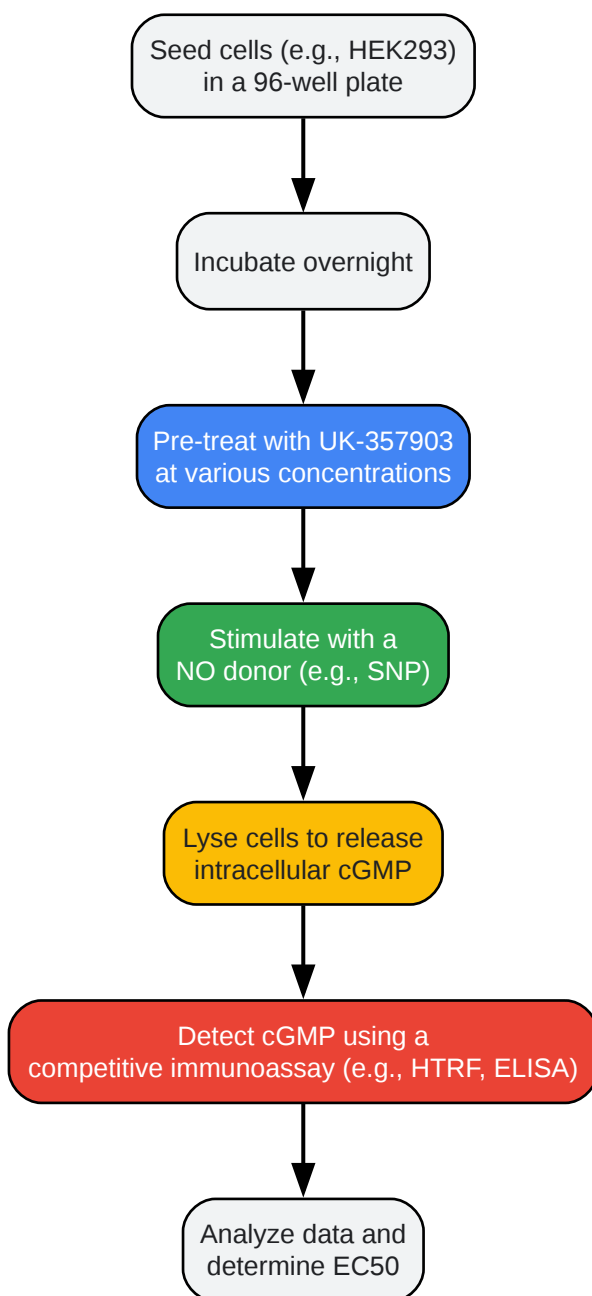 Seed cells (e.g., HEK293)
in a 96-well plate
Incubate overnight
Pre-treat with UK-357903
at various concentrations
Stimulate with a
NO donor (e.g., SNP)
Lyse cells to release
intracellular cGMP
Detect cGMP using a
competitive immunoassay (e.g., HTRF, ELISA)
Analyze data and
determine EC50